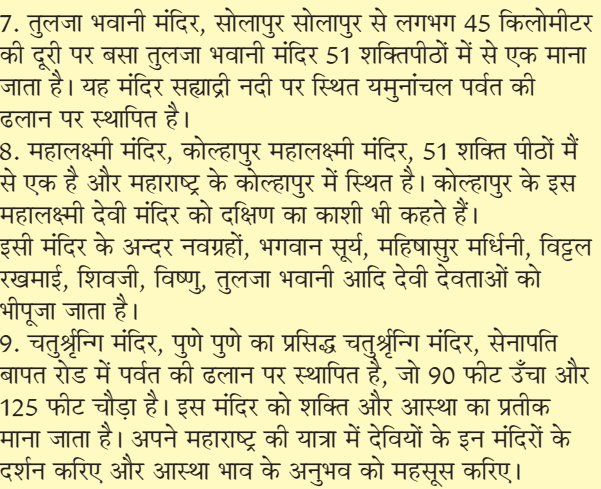 7. तुलजा भवानी मंदिर, सोलापुर सोलापुर से लगभग 45 किलोमीटर
की दूरी पर बसा तुलजा भवानी मंदिर 51 शक्तिपीठों में से एक माना
जाता है। यह मंदिर सह्याद्री नदी पर स्थित यमुनांचल पर्वत की
ढलान पर स्थापित है।
8. महालक्ष्मी मंदिर, कोल्हापुर महालक्ष्मी मंदिर, 51 शक्ति पीठों मैं
से एक है और महाराष्ट्र के कोल्हापुर में स्थित है। कोल्हापुर के इस
महालक्ष्मी देवी मंदिर को दक्षिण का काशी भी कहते हैं।
इसी मंदिर के अन्दर नवग्रहों, भगवान सूर्य, महिषासुर मर्धिनी, विट्टल
रखमाई, शिवजी, विष्णु, तुलजा भवानी आदि देवी देवताओं को
भीपूजा जाता है।
9. चतुर्श्रृन्गि मंदिर, पुणे पुणे का प्रसिद्ध चतुर्श्रृन्गि मंदिर, सेनापति
बापत रोड में पर्वत की ढलान पर स्थापित है, जो 90 फीट उँचा और
125 फीट चौड़ा है। इस मंदिर को शक्ति और आस्था का प्रतीक
माना जाता है। अपने महाराष्ट्र की यात्रा में देवियों के इन मंदिरों के
दर्शन करिए और आस्था भाव के अनुभव को महसूस करिए।